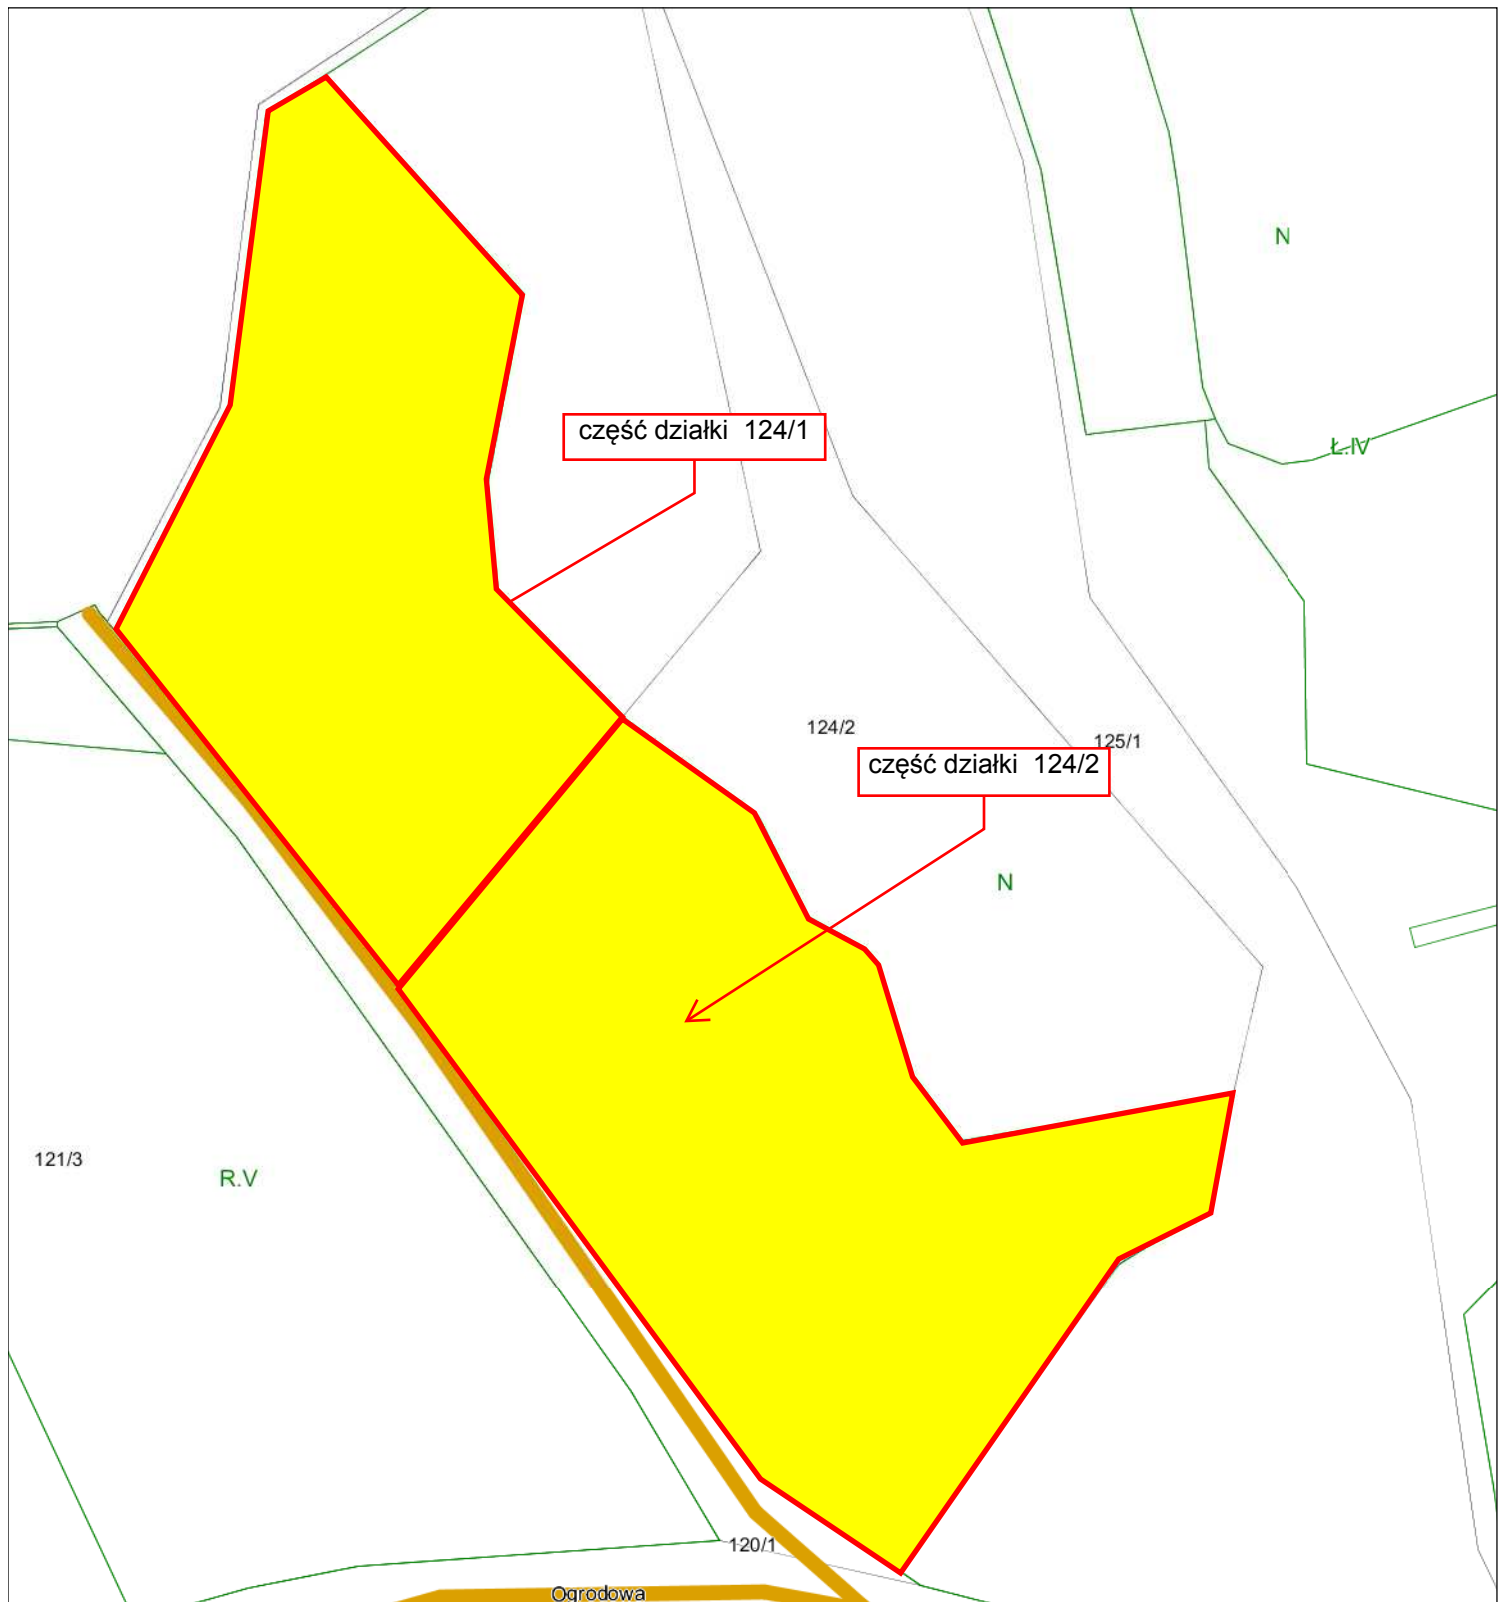 N
część działki 124/1
Ł.IV
124/2
125/1
część działki 124/2
N
121/3
R.V
120/1
Ogrodowa